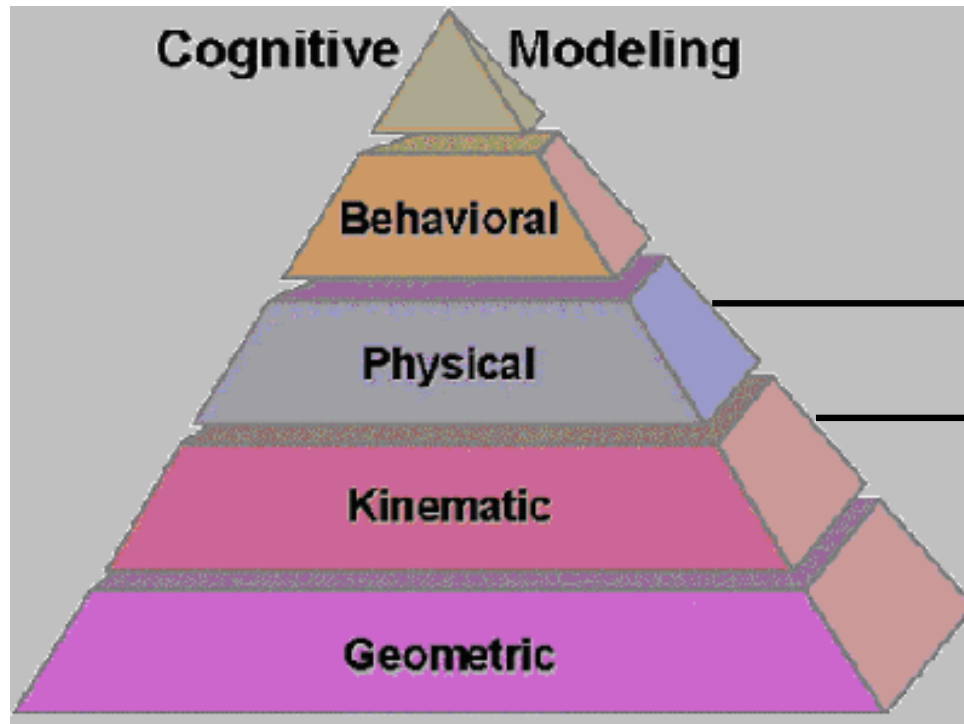 Cognitive Modeling
Behavioral
Physical
Kinematic
Geometric